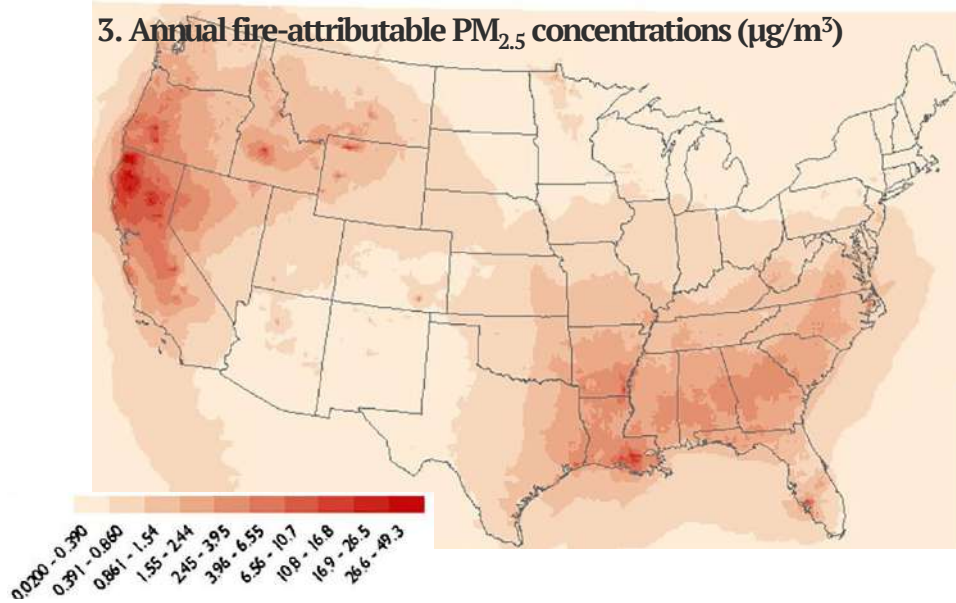 3. Annual fire-attributable PM2.5 concentrations (µg/m³)
0.0200 - 0.390
0.391 - 0.860
0.861 - 1.54
1.55 - 2.44
2.45 - 3.95
3.96 - 6.55
6.56 - 10.7
10.8 - 16.8
16.9 - 26.5
26.6 - 49.3